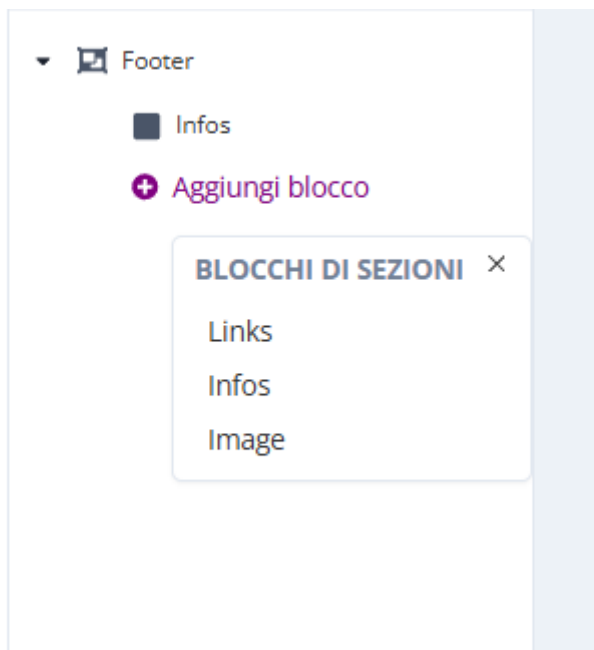 Footer
Infos
Aggiungi blocco
BLOCCHI DI SEZIONI
Links
Infos
Image